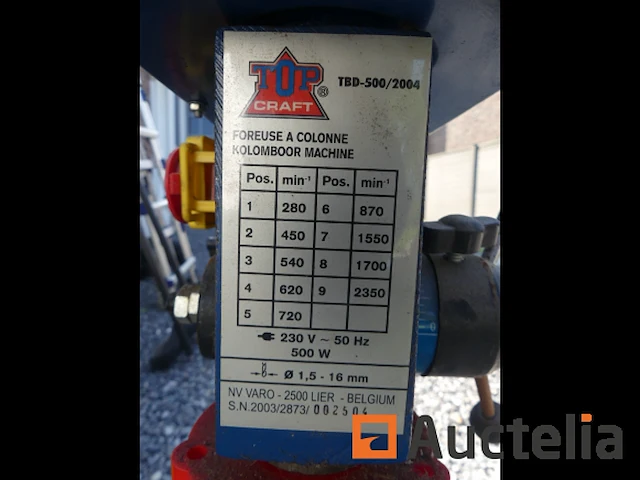 TOP
CRAFT
®
TBD-500/2004
FOREUSE A COLONNE
KOLOMBOOR MACHINE
Pos. min-¹ Pos. min-¹
1 280 6 870
2 450 7 1550
3 540 8 1700
4 620 9 2350
5 720
230 V ~ 50 Hz
500 W
Ø 1,5 - 16 mm
NV VARO - 2500 LIER - BELGIUM
S.N.2003/2873/002504
Auctelia